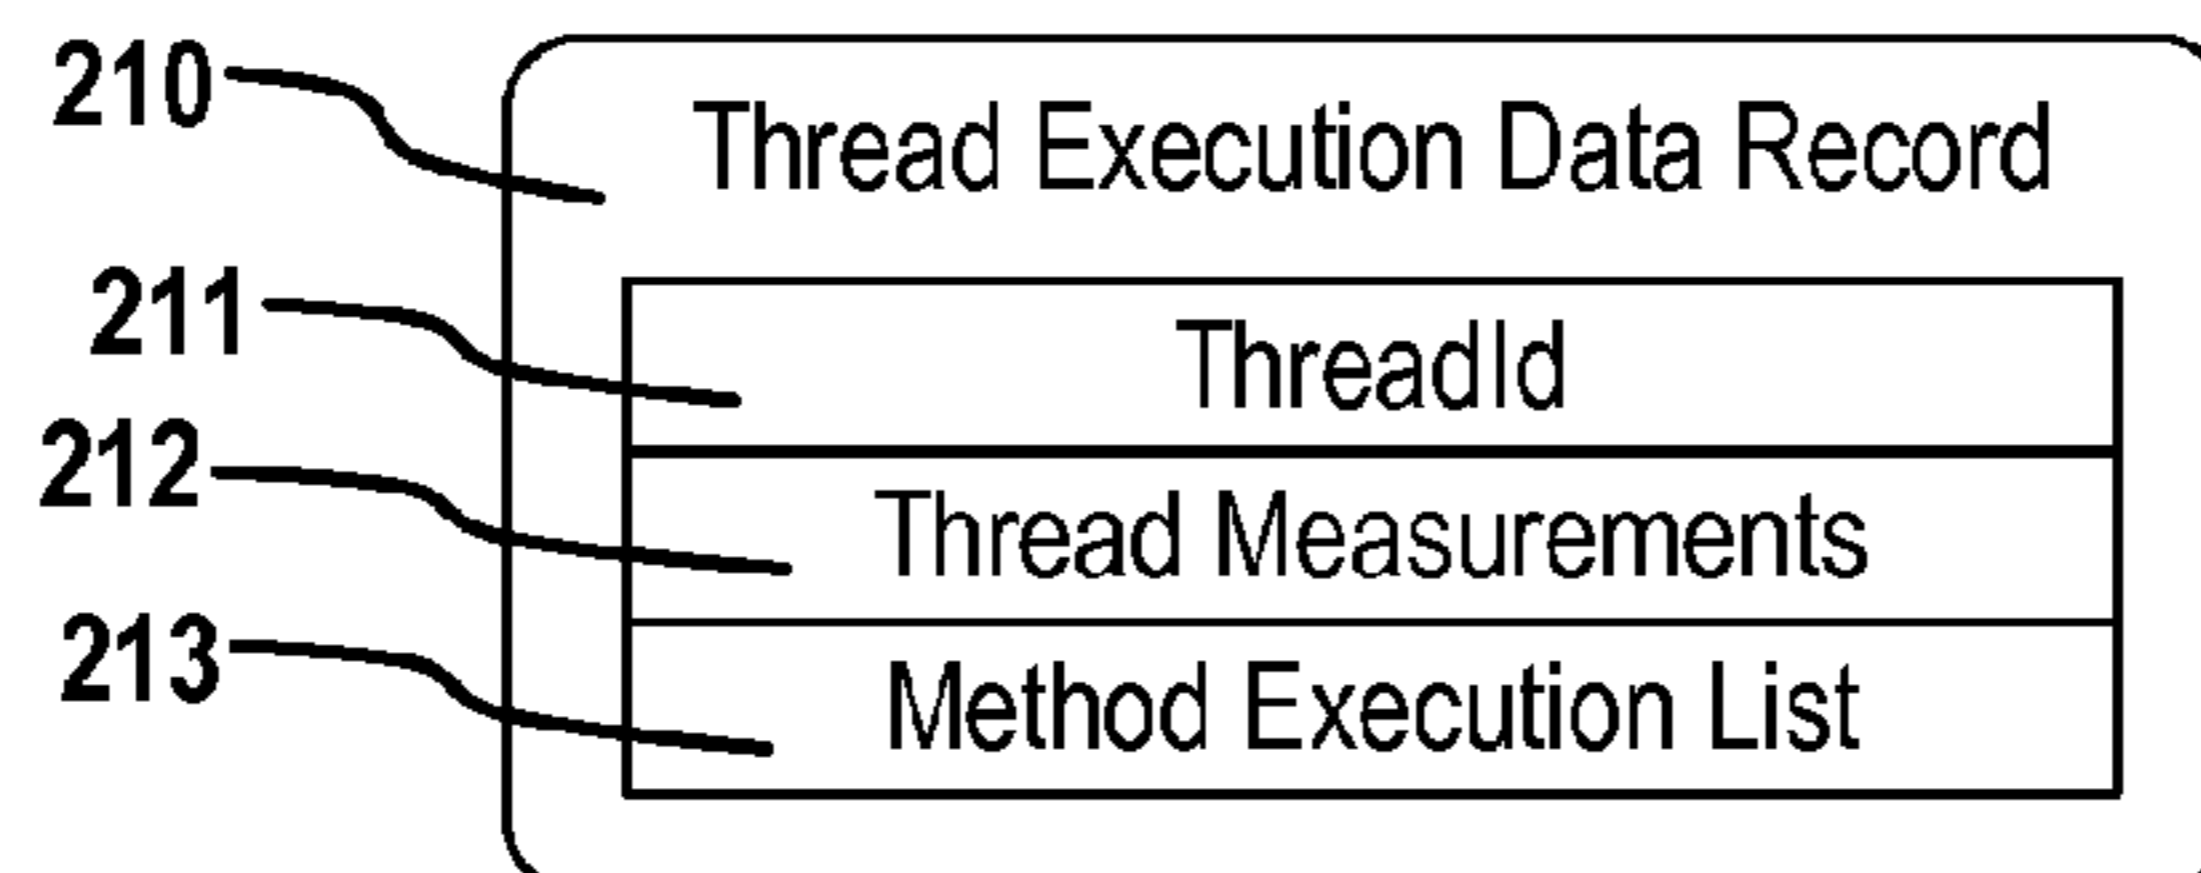 210
Thread Execution Data Record
211
ThreadId
212
Thread Measurements
213
Method Execution List